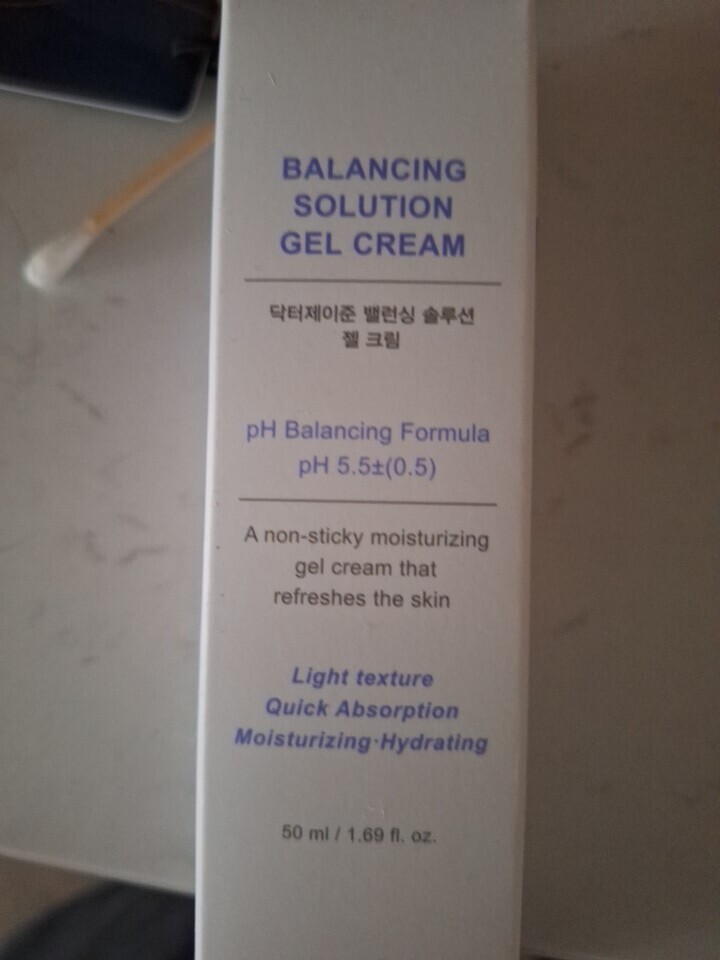 BALANCING
SOLUTION
GEL CREAM
닥터제이준 밸런싱 솔루션
젤 크림
pH Balancing Formula
pH 5.5±(0.5)
A non-sticky moisturizing
gel cream that
refreshes the skin
Light texture
Quick Absorption
Moisturizing·Hydrating
50 ml / 1.69 fl. oz.